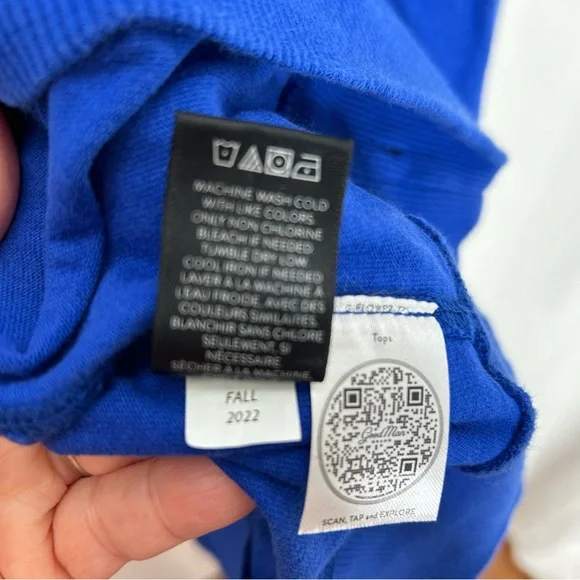 MACHINE WASH COLD
WITH LIKE COLORS
ONLY NON CHLORINE
BLEACH IF NEEDED
TUMBLE DRY LOW
COOL IRON IF NEEDED
LAVER A LA MACHINE A
L'EAU FROIDE, AVEC DES
COULEURS SIMILAIRES.
BLANCHIR SANS CHLORE
SEULEMENT, SI
NÉCESSAIRE
SÉCHER A LA MACHINE
FALL
2022
Tops
Good Man
SCAN, TAP and EXPLORE